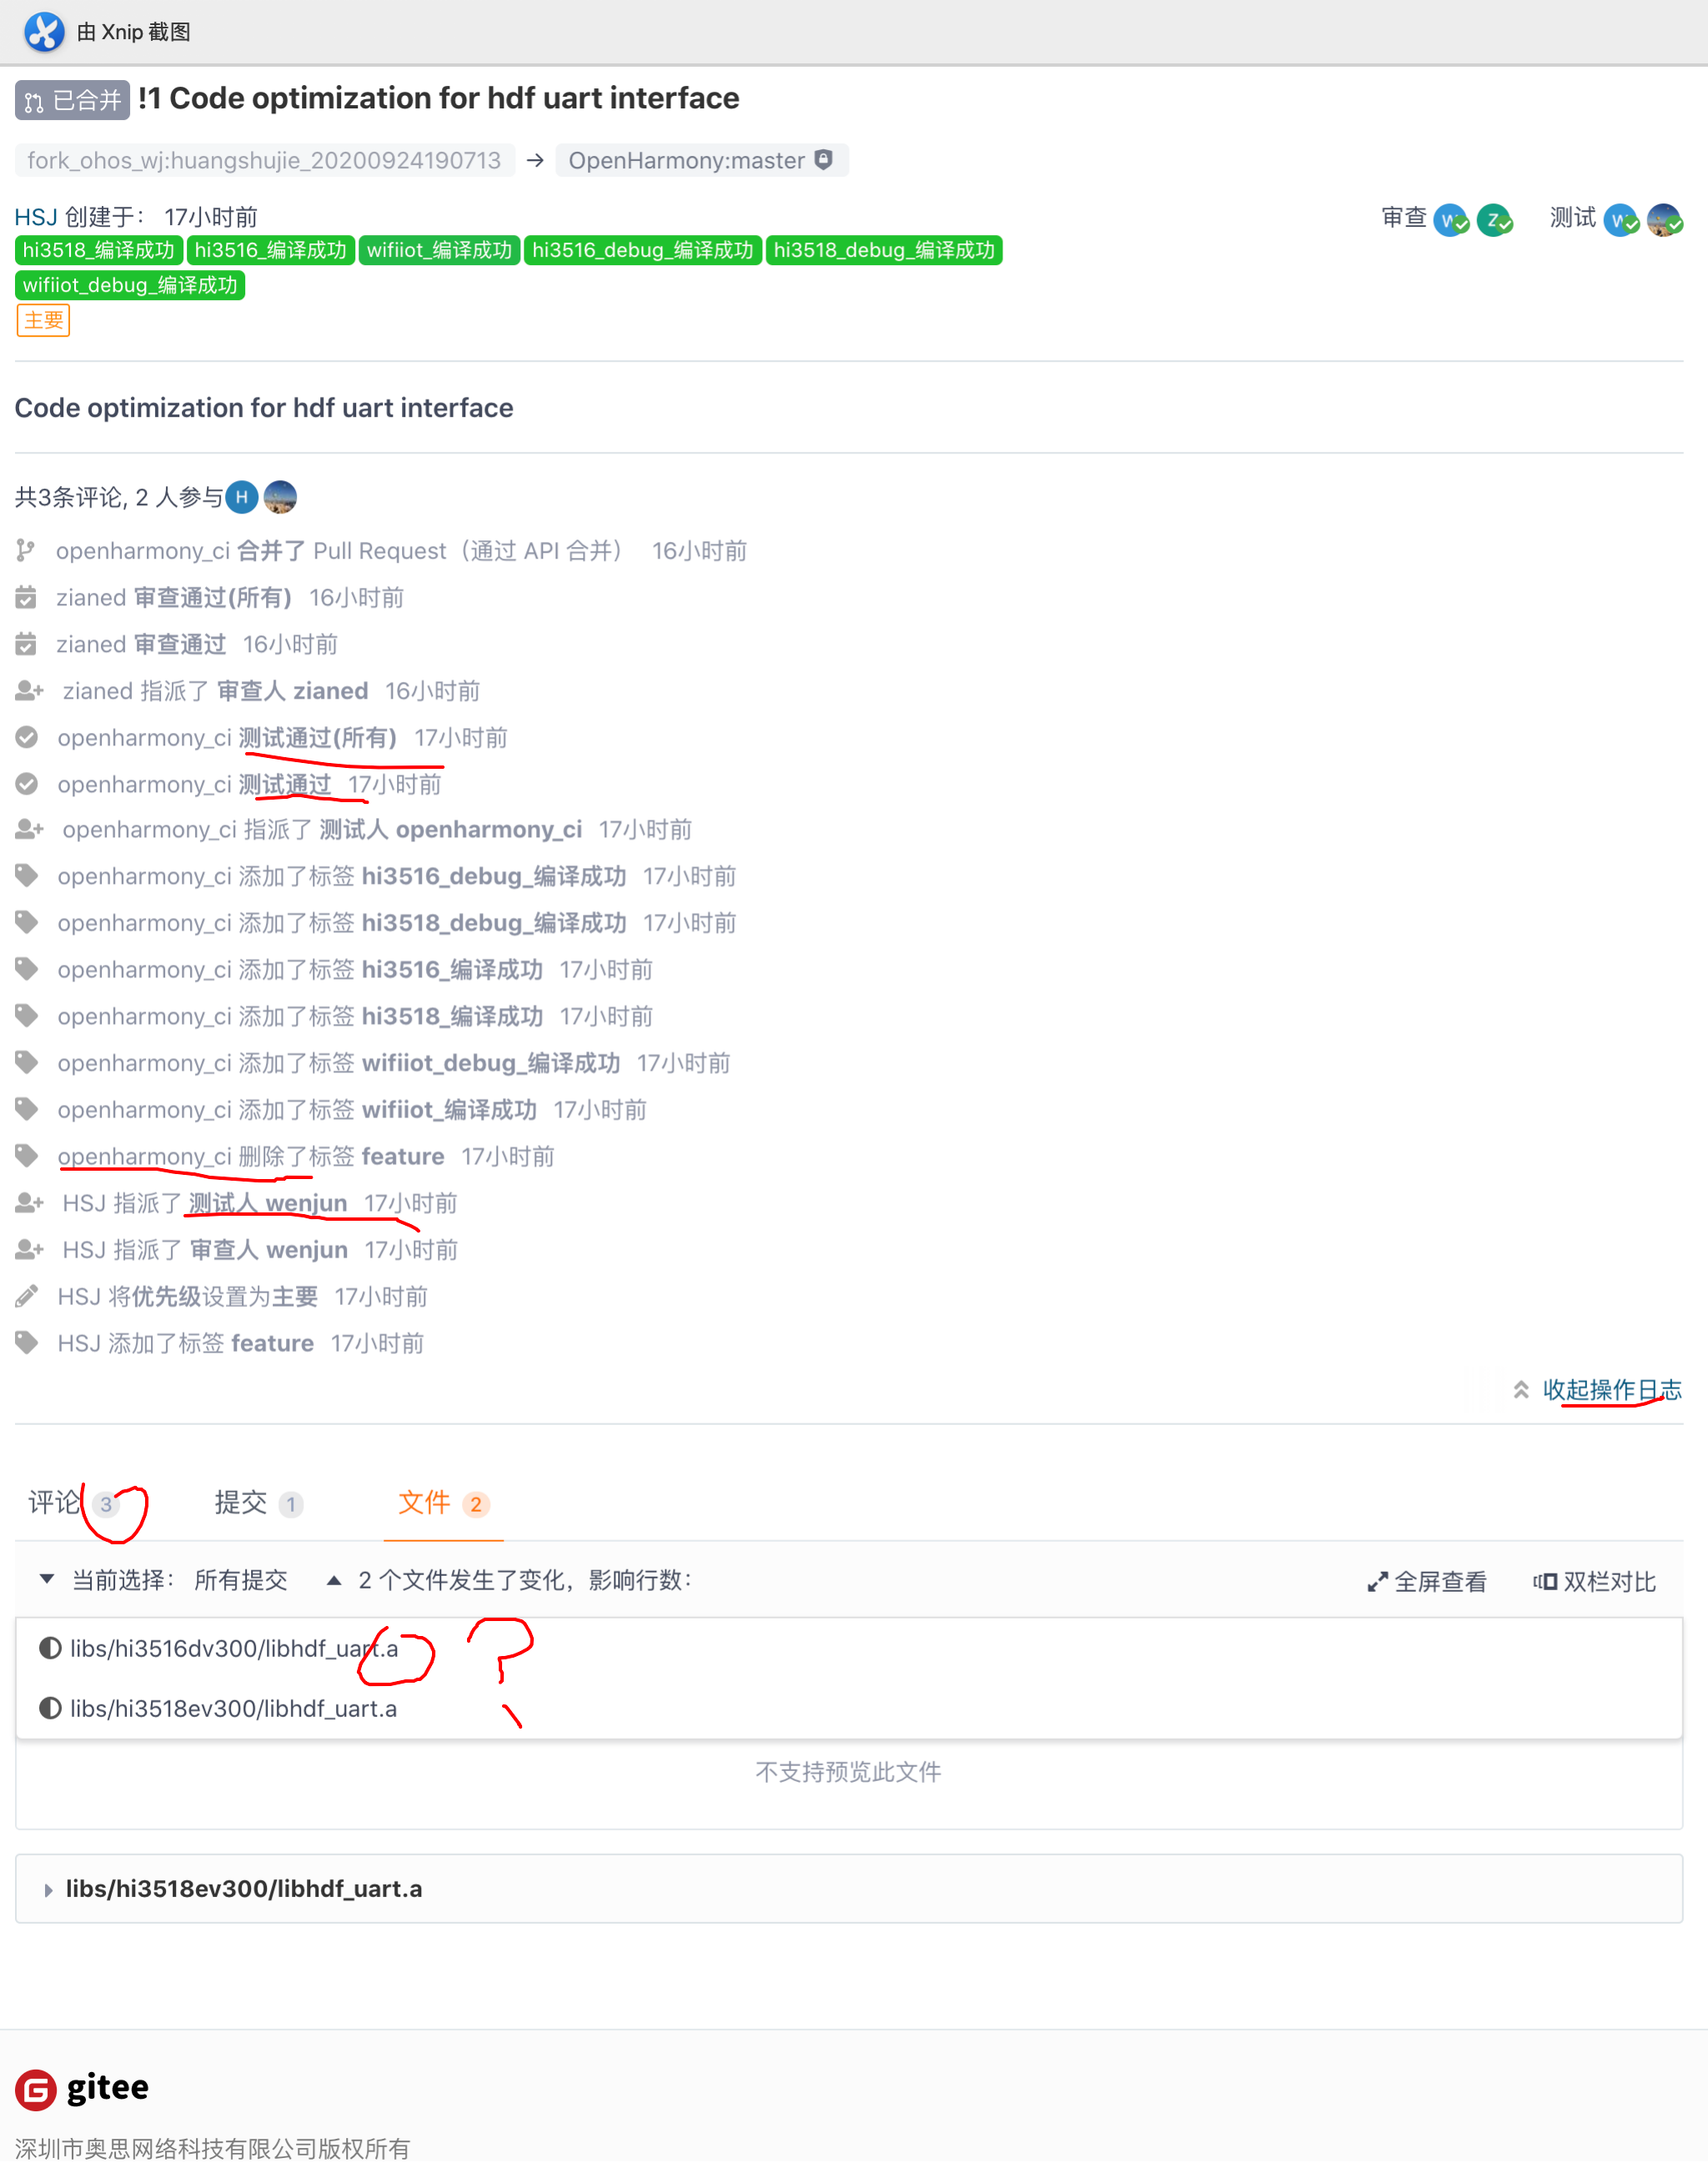 由 Xnip 截图
已合并 !1 Code optimization for hdf uart interface
fork_ohos_wj:huangshujie_20200924190713 → OpenHarmony:master
HSJ 创建于： 17小时前 审查 W Z 测试 W
hi3518_编译成功 hi3516_编译成功 wifiiot_编译成功 hi3516_debug_编译成功 hi3518_debug_编译成功
wifiiot_debug_编译成功
主要
Code optimization for hdf uart interface
共3条评论, 2 人参与 H
openharmony_ci 合并了 Pull Request（通过 API 合并） 16小时前
zianed 审查通过(所有) 16小时前
zianed 审查通过 16小时前
zianed 指派了 审查人 zianed 16小时前
openharmony_ci 测试通过(所有) 17小时前
openharmony_ci 测试通过 17小时前
openharmony_ci 指派了 测试人 openharmony_ci 17小时前
openharmony_ci 添加了标签 hi3516_debug_编译成功 17小时前
openharmony_ci 添加了标签 hi3518_debug_编译成功 17小时前
openharmony_ci 添加了标签 hi3516_编译成功 17小时前
openharmony_ci 添加了标签 hi3518_编译成功 17小时前
openharmony_ci 添加了标签 wifiiot_debug_编译成功 17小时前
openharmony_ci 添加了标签 wifiiot_编译成功 17小时前
openharmony_ci 删除了标签 feature 17小时前
HSJ 指派了 测试人 wenjun 17小时前
HSJ 指派了 审查人 wenjun 17小时前
HSJ 将优先级设置为主要 17小时前
HSJ 添加了标签 feature 17小时前
收起操作日志
评论 3 提交 1 文件 2
当前选择： 所有提交 2 个文件发生了变化，影响行数： 全屏查看 双栏对比
libs/hi3516dv300/libhdf_uart.a ?
libs/hi3518ev300/libhdf_uart.a
不支持预览此文件
libs/hi3518ev300/libhdf_uart.a
G gitee
深圳市奥思网络科技有限公司版权所有